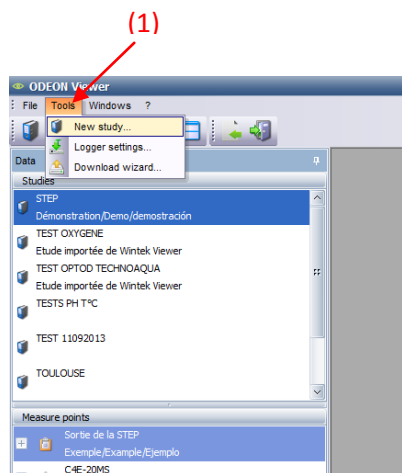 (1)
ODEON Viewer
File Tools Windows ?
New study...
Logger settings...
Download wizard...
Data
Studies
STEP
Démonstration/Demo/demostración
TEST OXYGENE
Etude importée de Wintek Viewer
TEST OPTOD TECHNOAQUA
Etude importée de Wintek Viewer
TESTS PH T°C
TEST 11092013
TOULOUSE
Measure points
Sortie de la STEP
Exemple/Example/Ejemplo
C4E-20MS